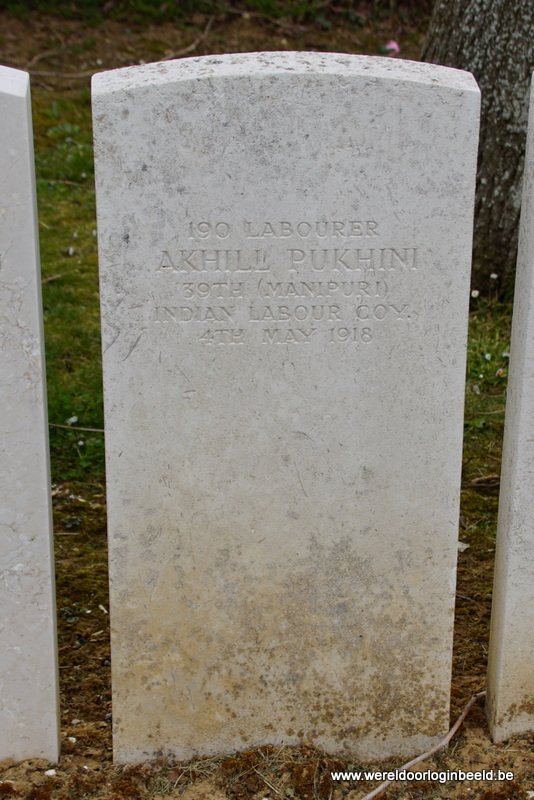 190 LABOURER
AKHILL PUKHINI
39TH (MANIPURI)
INDIAN LABOUR COY.
4TH MAY 1918
www.wereldoorloginbeeld.be